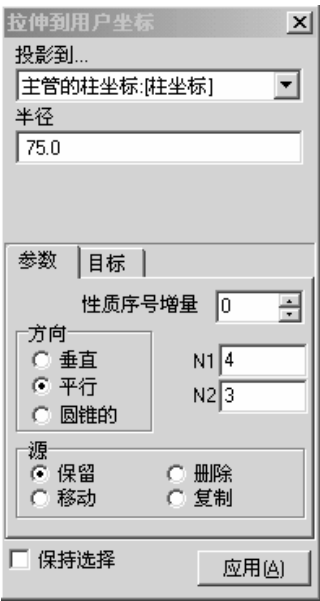 拉伸到用户坐标
投影到...
主管的柱坐标:[柱坐标]
半径
75.0
参数 目标
性质序号增量 0
方向
垂直
平行
圆锥的
N1 4
N2 3
源
保留 删除
移动 复制
保持选择 应用(A)